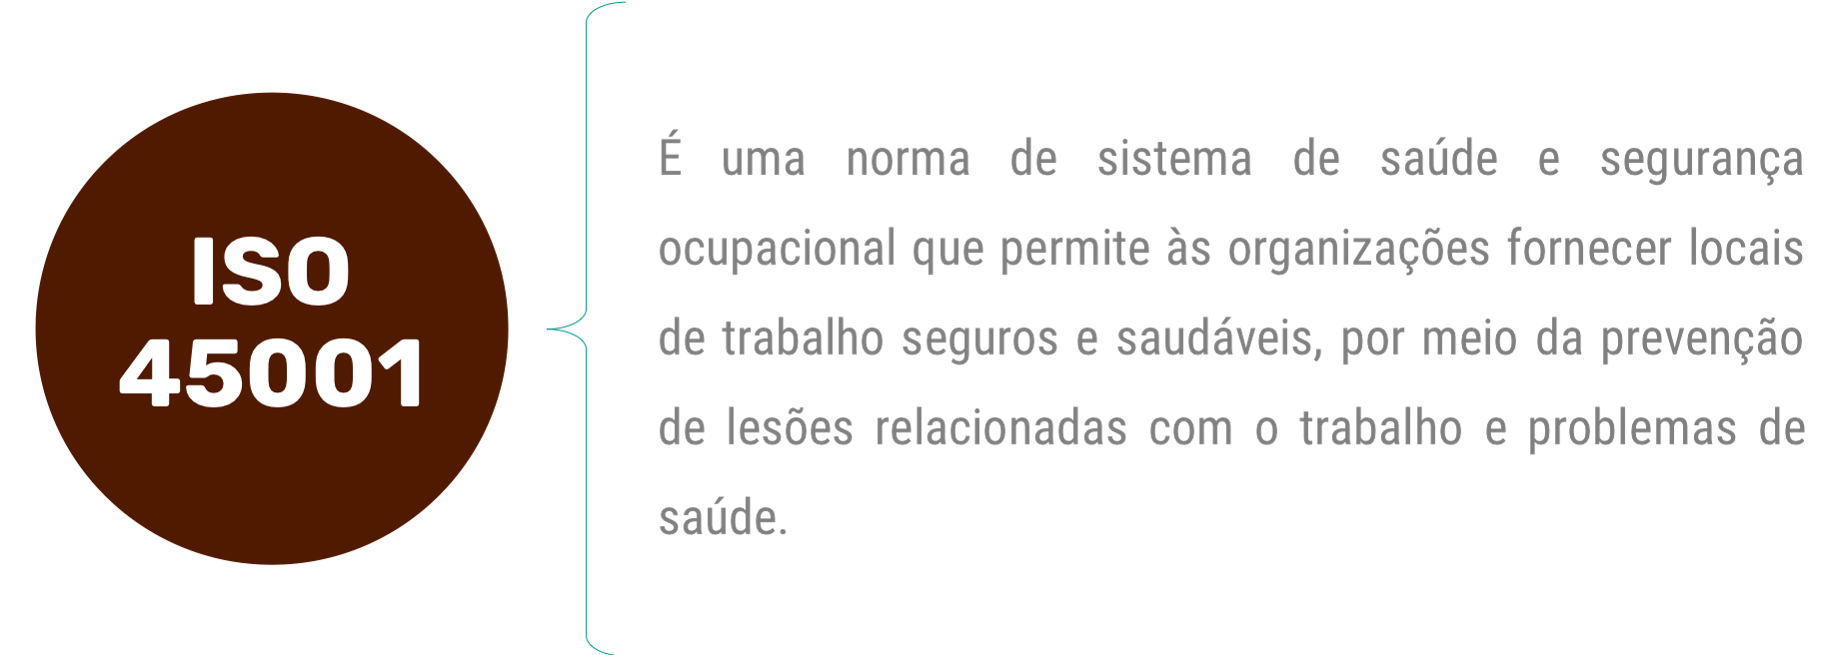 ISO
45001
É uma norma de sistema de saúde e segurança
ocupacional que permite às organizações fornecer locais
de trabalho seguros e saudáveis, por meio da prevenção
de lesões relacionadas com o trabalho e problemas de
saúde.